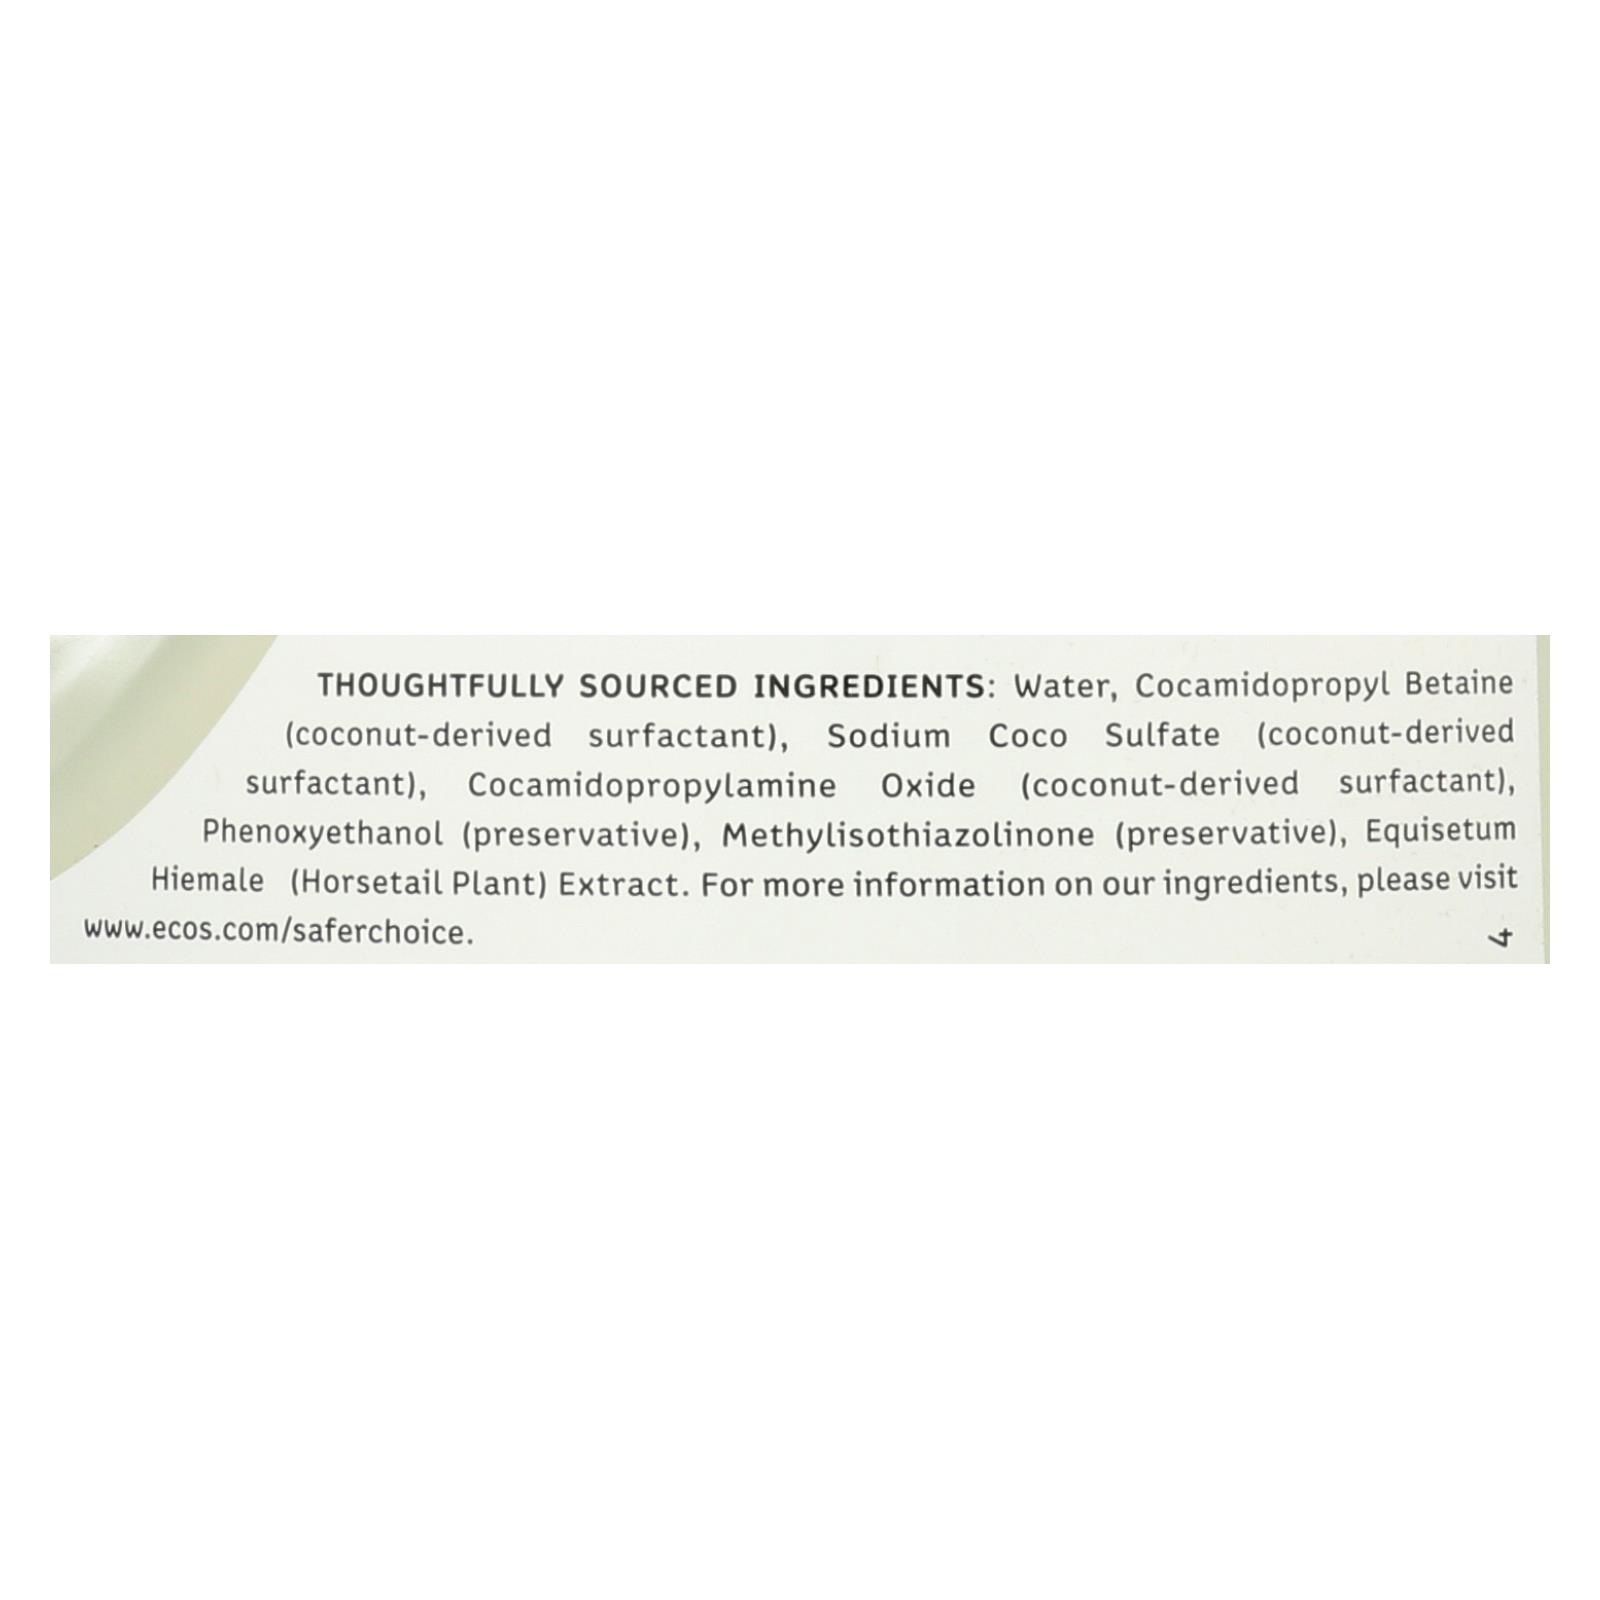 THOUGHTFULLY SOURCED INGREDIENTS: Water, Cocamidopropyl Betaine
(coconut-derived surfactant), Sodium Coco Sulfate (coconut-derived
surfactant), Cocamidopropylamine Oxide (coconut-derived surfactant),
Phenoxyethanol (preservative), Methylisothiazolinone (preservative), Equisetum
Hiemale (Horsetail Plant) Extract. For more information on our ingredients, please visit
www.ecos.com/saferchoice.
4